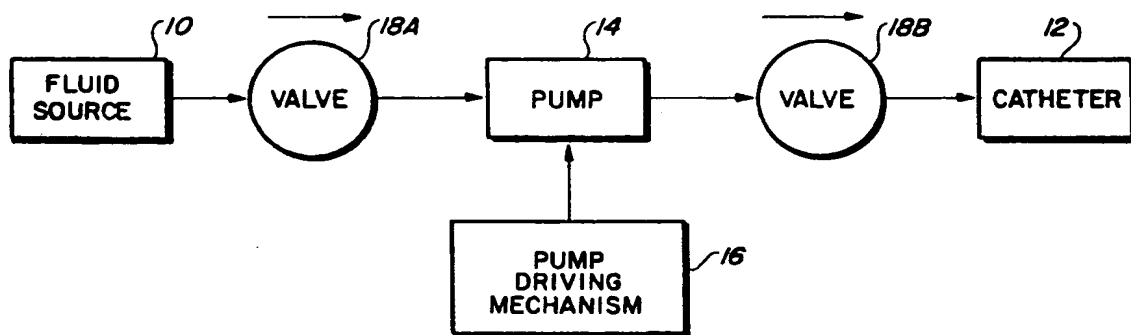 10
18A
14
18B
12
FLUID
SOURCE
VALVE
PUMP
VALVE
CATHETER
PUMP
DRIVING
MECHANISM
16